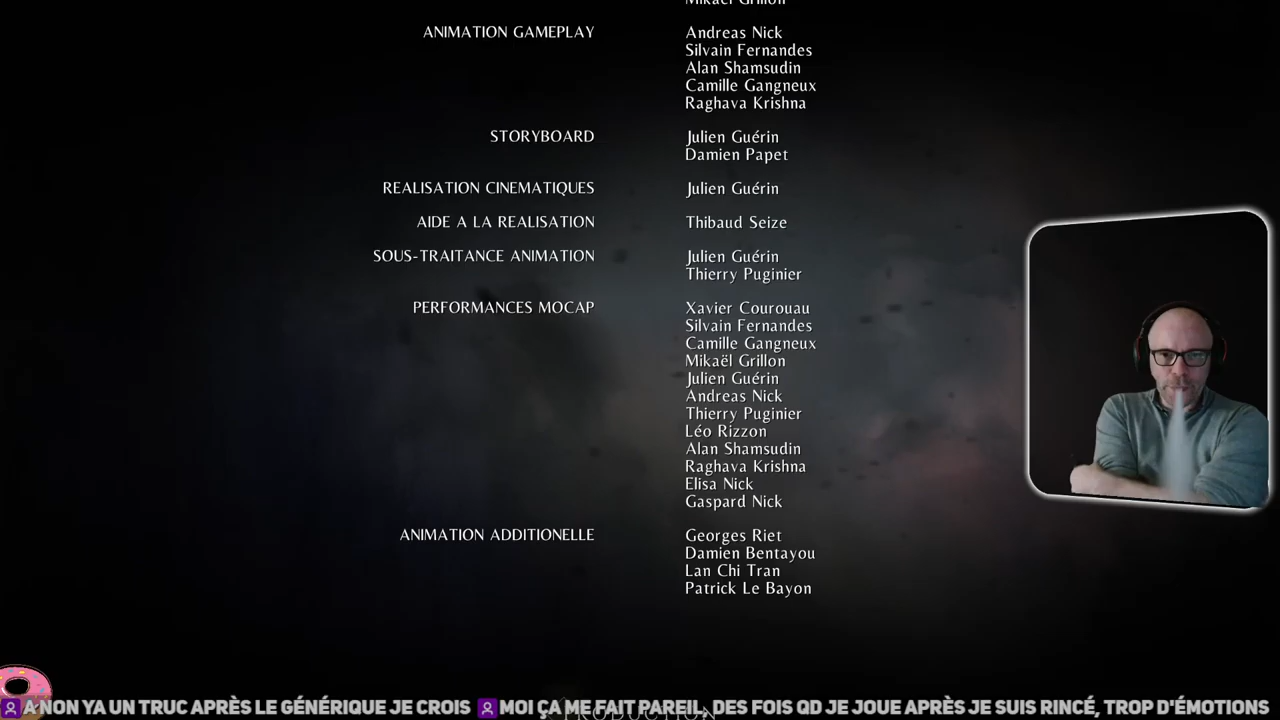 Mikaël Grillon
ANIMATION GAMEPLAY Andreas Nick
Silvain Fernandes
Alan Shamsudin
Camille Gangneux
Raghava Krishna
STORYBOARD Julien Guérin
Damien Papet
REALISATION CINEMATIQUES Julien Guérin
AIDE A LA REALISATION Thibaud Seize
SOUS-TRAITANCE ANIMATION Julien Guérin
Thierry Puginier
PERFORMANCES MOCAP Xavier Courouau
Silvain Fernandes
Camille Gangneux
Mikaël Grillon
Julien Guérin
Andreas Nick
Thierry Puginier
Léo Rizzon
Alan Shamsudin
Raghava Krishna
Elisa Nick
Gaspard Nick
ANIMATION ADDITIONELLE Georges Riet
Damien Bentayou
Lan Chi Tran
Patrick Le Bayon
PRODUCTION
A NON YA UN TRUC APRÈS LE GÉNÉRIQUE JE CROIS MOI ÇA ME FAIT PAREIL, DES FOIS QD JE JOUE APRÈS JE SUIS RINCÉ, TROP D'ÉMOTIONS